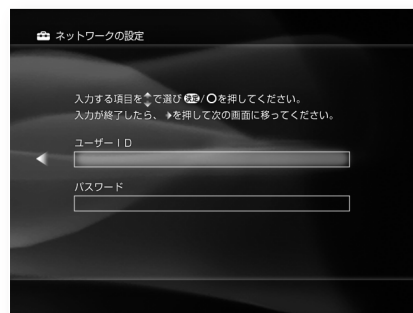 ネットワークの設定
入力する項目を で選び 決定/〇を押してください。
入力が終了したら、 を押して次の画面に移ってください。
ユーザーID
パスワード